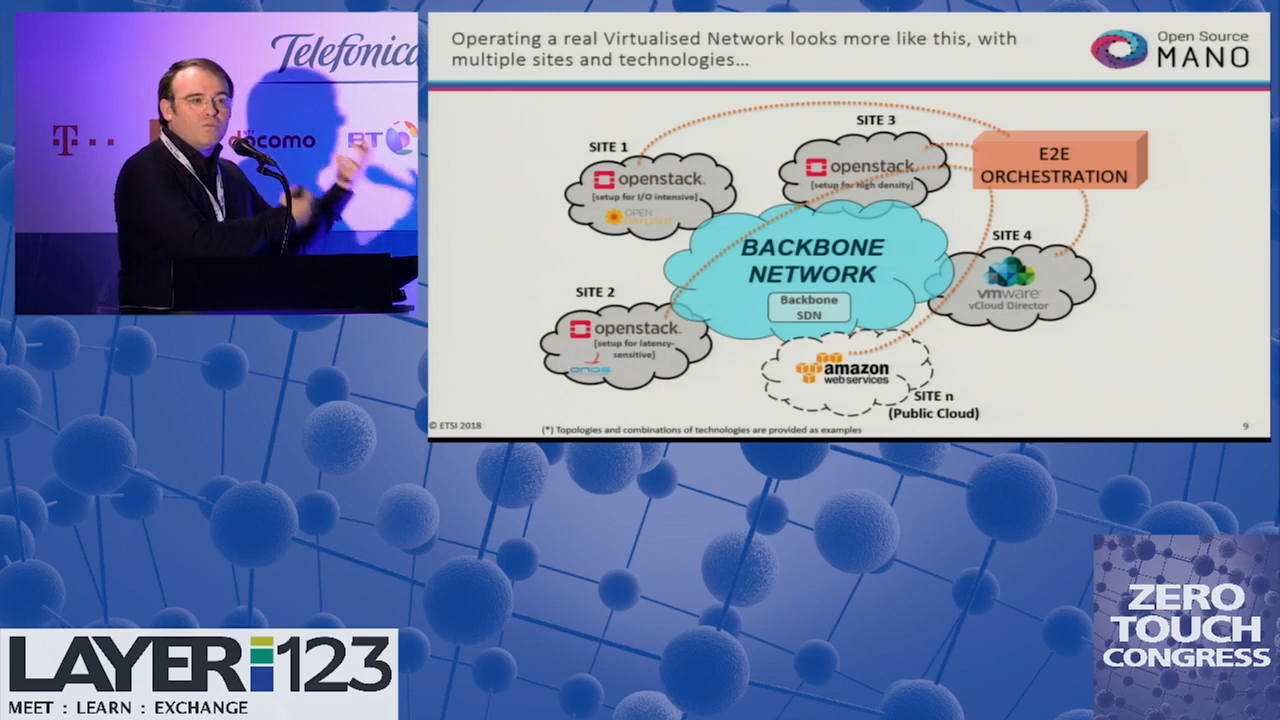 Telefónica
T
docomo
BT
Operating a real Virtualised Network looks more like this, with
multiple sites and technologies...
Open Source
MANO
SITE 1
openstack.
[setup for I/O intensive]
OPEN
SITE 3
openstack.
[setup for high density]
E2E
ORCHESTRATION
BACKBONE
NETWORK
Backbone
SDN
SITE 4
vmware
vCloud Director
SITE 2
openstack.
[setup for latency-
sensitive]
onos
amazon
webservices
SITE n
(Public Cloud)
© ETSI 2018
(*) Topologies and combinations of technologies are provided as examples
9
LAYER 123
MEET : LEARN : EXCHANGE
ZERO
TOUCH
CONGRESS